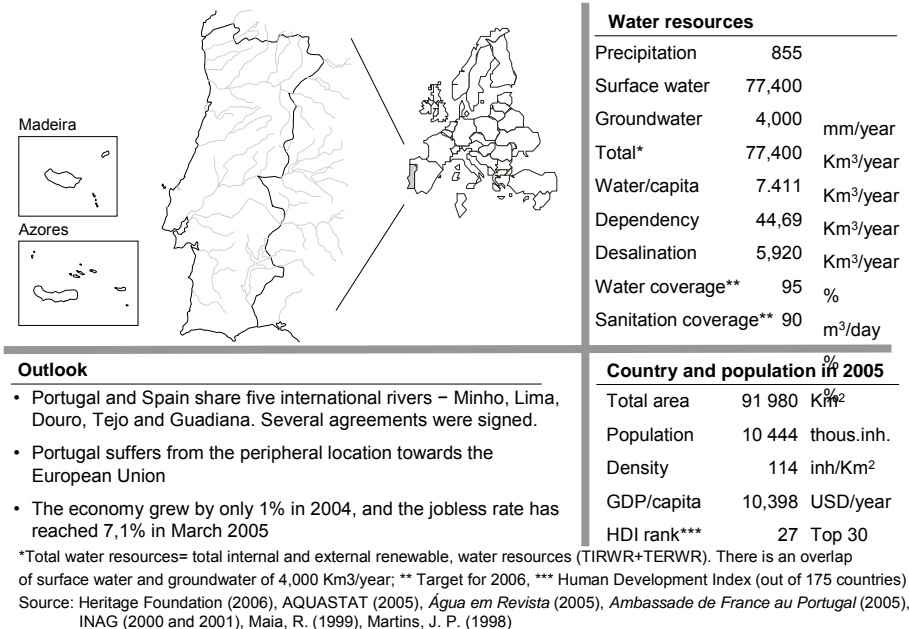 Madeira
Azores
Water resources
Precipitation 855
Surface water 77,400
Groundwater 4,000 mm/year
Total* 77,400 Km³/year
Water/capita 7.411 Km³/year
Dependency 44,69 Km³/year
Desalination 5,920 Km³/year
Water coverage** 95 %
Sanitation coverage** 90 m³/day
%
%
Outlook
• Portugal and Spain share five international rivers − Minho, Lima,
Douro, Tejo and Guadiana. Several agreements were signed.
• Portugal suffers from the peripheral location towards the
European Union
• The economy grew by only 1% in 2004, and the jobless rate has
reached 7,1% in March 2005
Country and population in 2005
Total area 91 980 Km²
Population 10 444 thous.inh.
Density 114 inh/Km²
GDP/capita 10,398 USD/year
HDI rank*** 27 Top 30
*Total water resources= total internal and external renewable, water resources (TIRWR+TERWR). There is an overlap
of surface water and groundwater of 4,000 Km3/year; ** Target for 2006, *** Human Development Index (out of 175 countries)
Source: Heritage Foundation (2006), AQUASTAT (2005), Água em Revista (2005), Ambassade de France au Portugal (2005),
INAG (2000 and 2001), Maia, R. (1999), Martins, J. P. (1998)